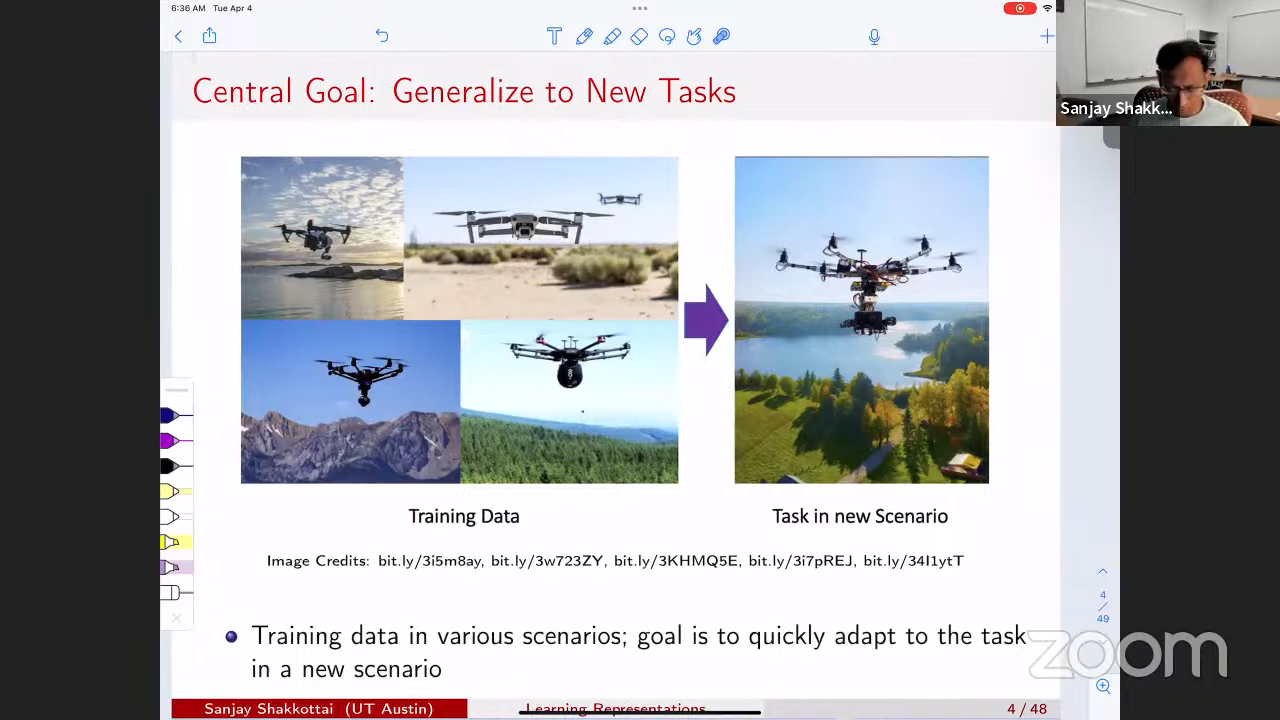 6:36 AM Tue Apr 4
Central Goal: Generalize to New Tasks
Sanjay Shakk...
Training Data
Task in new Scenario
Image Credits: bit.ly/3i5m8ay, bit.ly/3w723ZY, bit.ly/3KHMQ5E, bit.ly/3i7pREJ, bit.ly/34I1ytT
4
/
49
Training data in various scenarios; goal is to quickly adapt to the task
in a new scenario
zoom
Sanjay Shakkottai (UT Austin)
Learning Representations
4 / 48